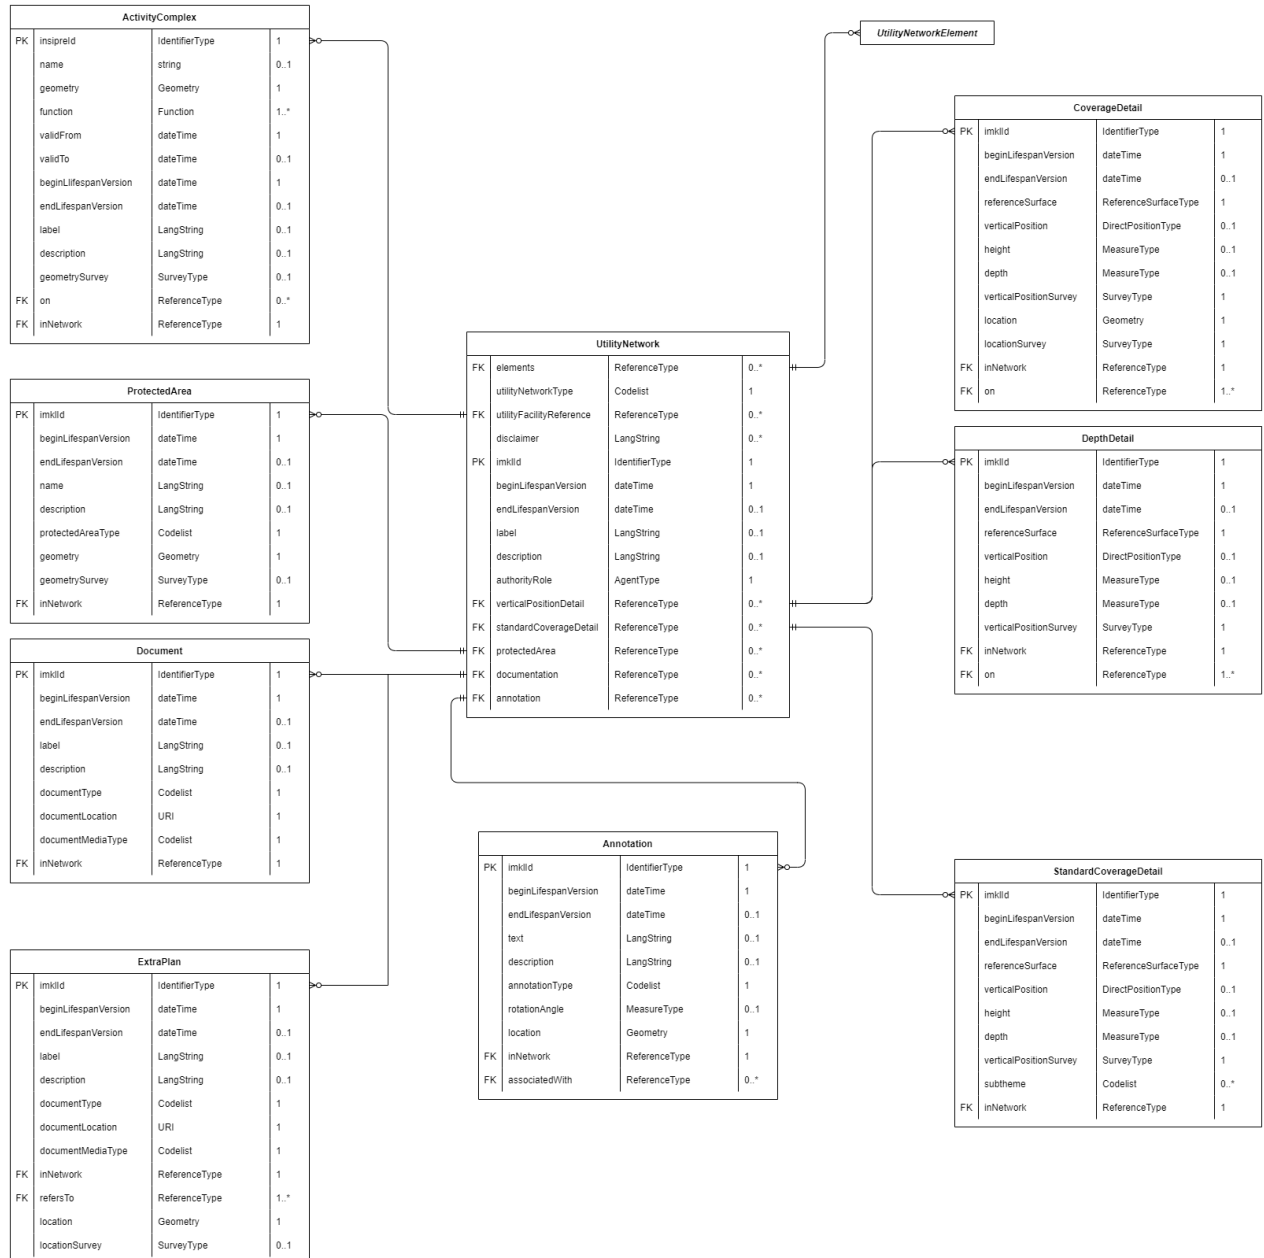 ActivityComplex
PK insipreId IdentifierType 1
name string 0..1
geometry Geometry 1
function Function 1..*
validFrom dateTime 1
validTo dateTime 0..1
beginLlifespanVersion dateTime 1
endLifespanVersion dateTime 0..1
label LangString 0..1
description LangString 0..1
geometrySurvey SurveyType 0..1
FK on ReferenceType 0..*
FK inNetwork ReferenceType 1
ProtectedArea
PK imklId IdentifierType 1
beginLifespanVersion dateTime 1
endLifespanVersion dateTime 0..1
name LangString 0..1
description LangString 0..1
protectedAreaType Codelist 1
geometry Geometry 1
geometrySurvey SurveyType 0..1
FK inNetwork ReferenceType 1
Document
PK imklId IdentifierType 1
beginLifespanVersion dateTime 1
endLifespanVersion dateTime 0..1
label LangString 0..1
description LangString 0..1
documentType Codelist 1
documentLocation URI 1
documentMediaType Codelist 1
FK inNetwork ReferenceType 1
ExtraPlan
PK imklId IdentifierType 1
beginLifespanVersion dateTime 1
endLifespanVersion dateTime 0..1
label LangString 0..1
description LangString 0..1
documentType Codelist 1
documentLocation URI 1
documentMediaType Codelist 1
FK inNetwork ReferenceType 1
FK refersTo ReferenceType 1..*
location Geometry 1
locationSurvey SurveyType 0..1
UtilityNetwork
FK elements ReferenceType 0..*
utilityNetworkType Codelist 1
FK utilityFacilityReference ReferenceType 0..*
disclaimer LangString 0..*
PK imklId IdentifierType 1
beginLifespanVersion dateTime 1
endLifespanVersion dateTime 0..1
label LangString 0..1
description LangString 0..1
authorityRole AgentType 1
FK verticalPositionDetail ReferenceType 0..*
FK standardCoverageDetail ReferenceType 0..*
FK protectedArea ReferenceType 0..*
FK documentation ReferenceType 0..*
FK annotation ReferenceType 0..*
Annotation
PK imklId IdentifierType 1
beginLifespanVersion dateTime 1
endLifespanVersion dateTime 0..1
text LangString 0..1
description LangString 0..1
annotationType Codelist 1
rotationAngle MeasureType 0..1
location Geometry 1
FK inNetwork ReferenceType 1
FK associatedWith ReferenceType 0..*
UtilityNetworkElement
CoverageDetail
PK imklId IdentifierType 1
beginLifespanVersion dateTime 1
endLifespanVersion dateTime 0..1
referenceSurface ReferenceSurfaceType 1
verticalPosition DirectPositionType 0..1
height MeasureType 0..1
depth MeasureType 0..1
verticalPositionSurvey SurveyType 1
location Geometry 1
locationSurvey SurveyType 1
FK inNetwork ReferenceType 1
FK on ReferenceType 1..*
DepthDetail
PK imklId IdentifierType 1
beginLifespanVersion dateTime 1
endLifespanVersion dateTime 0..1
referenceSurface ReferenceSurfaceType 1
verticalPosition DirectPositionType 0..1
height MeasureType 0..1
depth MeasureType 0..1
verticalPositionSurvey SurveyType 1
FK inNetwork ReferenceType 1
FK on ReferenceType 1..*
StandardCoverageDetail
PK imklId IdentifierType 1
beginLifespanVersion dateTime 1
endLifespanVersion dateTime 0..1
referenceSurface ReferenceSurfaceType 1
verticalPosition DirectPositionType 0..1
height MeasureType 0..1
depth MeasureType 0..1
verticalPositionSurvey SurveyType 1
subtheme Codelist 0..*
FK inNetwork ReferenceType 1